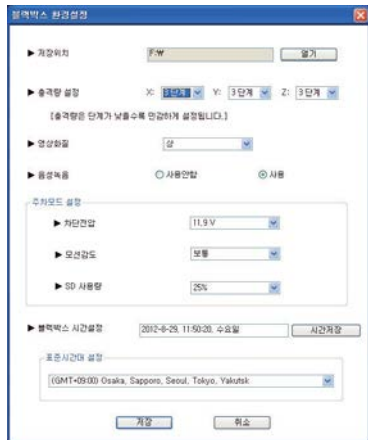 블랙박스 환경설정
▶ 저장위치 F:₩ 열기
▶ 충격량 설정 X: 3단계 Y: 3단계 Z: 3단계
[충격량은 단계가 낮을수록 민감하게 설정됩니다.]
▶ 영상화질 상
▶ 음성녹음 사용안함 사용
주차모드 설정
▶ 차단전압 11.9 V
▶ 모션감도 보통
▶ SD 사용량 25%
▶ 블랙박스 시간설정 2012-8-29, 11:50:20, 수요일 시간저장
표준시간대 설정
(GMT+09:00) Osaka, Sapporo, Seoul, Tokyo, Yakutsk
저장 취소